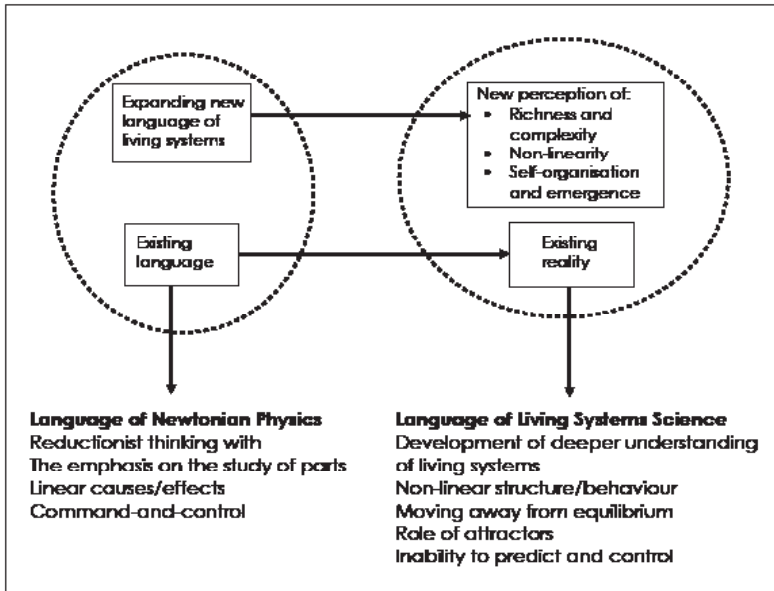 Expanding new
language of
living systems
New perception of:
• Richness and
complexity
• Non-linearity
• Self-organisation
and emergence
Existing
language
Existing
reality
Language of Newtonian Physics
Reductionist thinking with
The emphasis on the study of parts
Linear causes/effects
Command-and-control
Language of Living Systems Science
Development of deeper understanding
of living systems
Non-linear structure/behaviour
Moving away from equilibrium
Role of attractors
Inability to predict and control